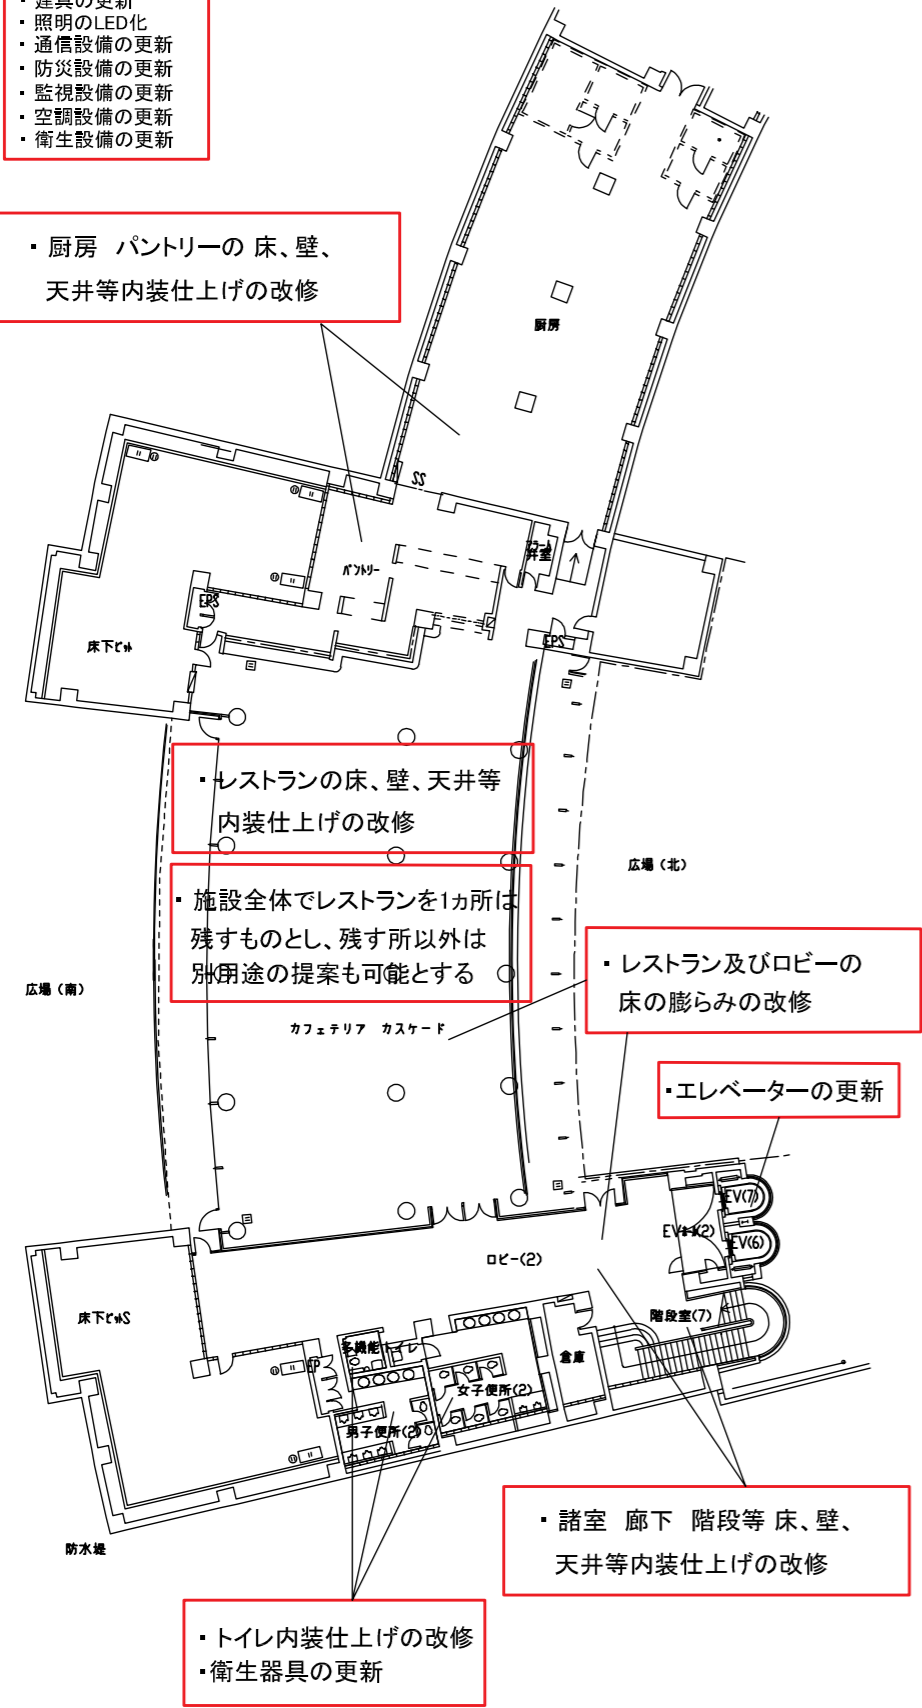 ・建具の更新
・照明のLED化
・通信設備の更新
・防災設備の更新
・監視設備の更新
・空調設備の更新
・衛生設備の更新
・厨房 パントリーの 床、壁、
天井等内装仕上げの改修
厨房
SS
パントリー
EPS
EPS
床下ピット
・レストランの床、壁、天井等
内装仕上げの改修
広場（北）
・施設全体でレストランを1ヵ所は
残すものとし、残す所以外は
別用途の提案も可能とする
・レストラン及びロビーの
床の膨らみの改修
広場（南）
カフェテリア カスケード
・エレベーターの更新
EV(7)
EVホール(2)
EV(6)
ロビー(2)
床下ピットS
階段室(7)
多機能トイレ
倉庫
EP
女子便所(2)
男子便所(2)
・諸室 廊下 階段等 床、壁、
天井等内装仕上げの改修
防水堤
・トイレ内装仕上げの改修
・衛生器具の更新